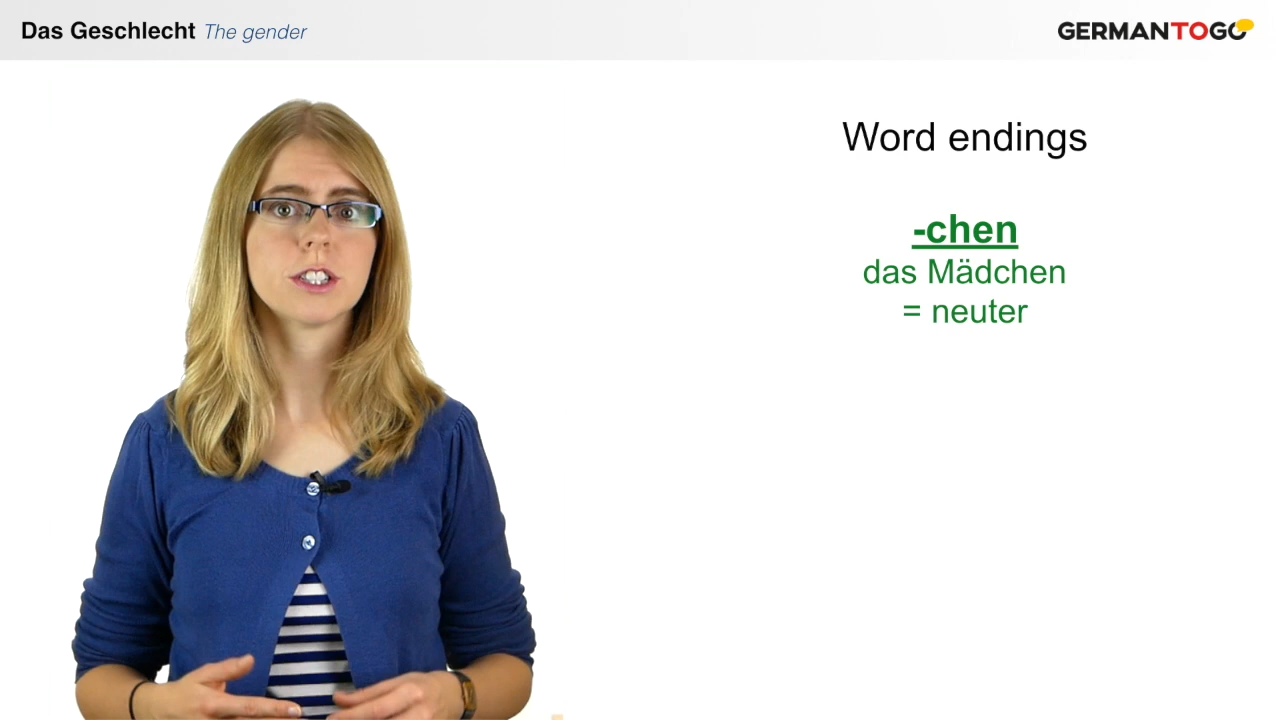 Das Geschlecht The gender
GERMANTOGO
Word endings
-chen
das Mädchen
= neuter